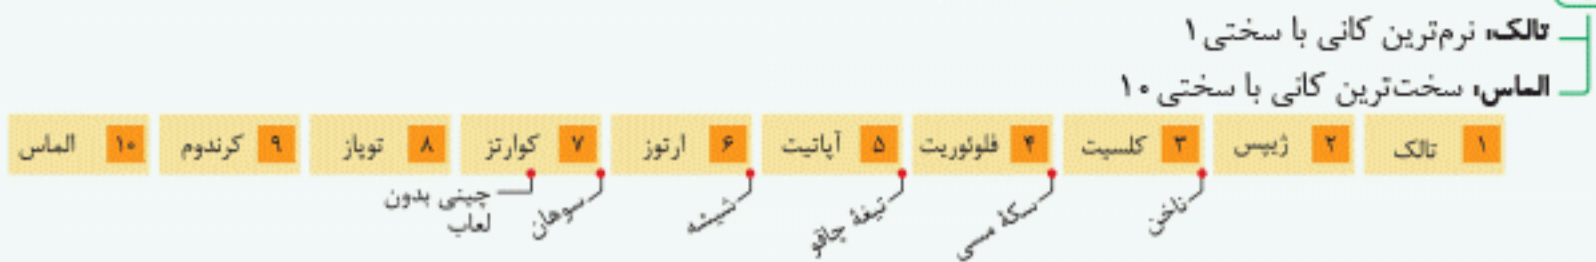 تالک: نرم‌ترین کانی با سختی ۱
الماس: سخت‌ترین کانی با سختی ۱۰
۱ تالک ۲ ژیپس ۳ کلسیت ۴ فلوئوریت ۵ آپاتیت ۶ ارتوز ۷ کوارتز ۸ توپاز ۹ کرندوم ۱۰ الماس
ناخن سکهٔ مسی تیغهٔ چاقو شیشه سوهان چینی بدون
لعاب